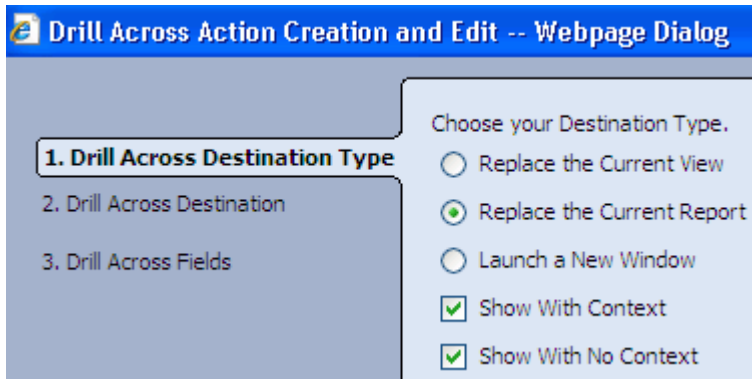 Drill Across Action Creation and Edit -- Webpage Dialog
1. Drill Across Destination Type
2. Drill Across Destination
3. Drill Across Fields
Choose your Destination Type.
Replace the Current View
Replace the Current Report
Launch a New Window
Show With Context
Show With No Context